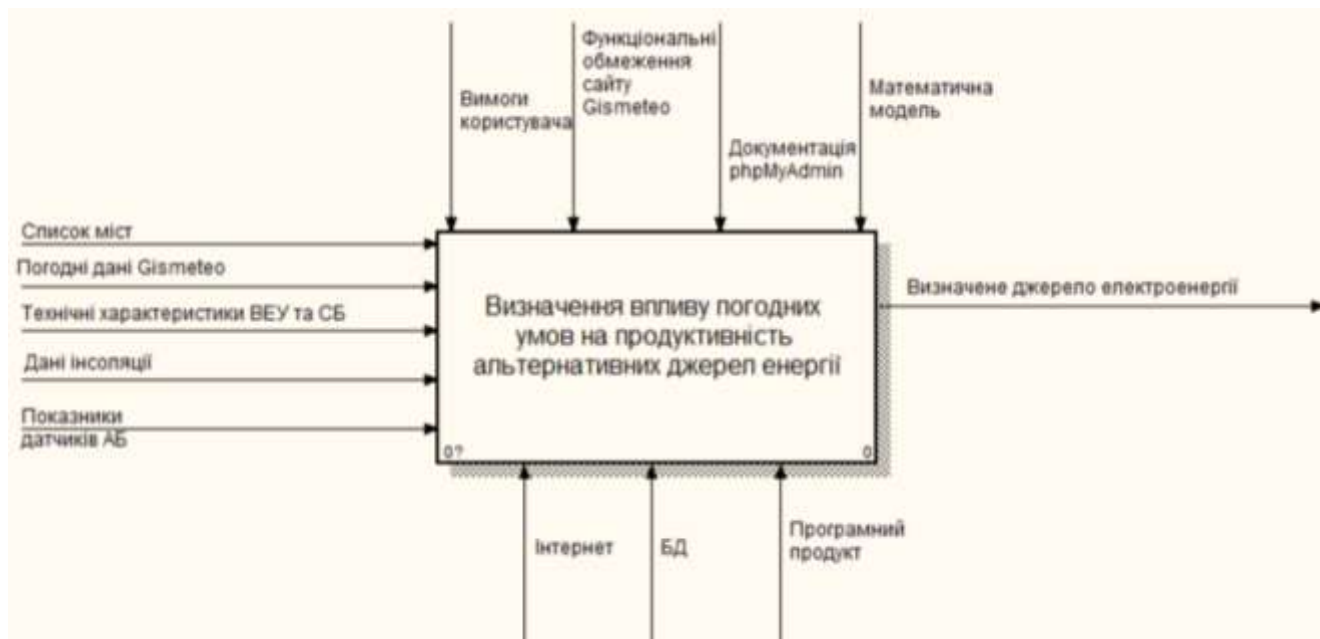 Вимоги
користувача
Функціональні
обмеження
сайту
Gismeteo
Документація
phpMyAdmin
Математична
модель
Список міст
Погодні дані Gismeteo
Технічні характеристики ВЕУ та СБ
Дані інсоляції
Показники
датчиків АБ
Визначення впливу погодних
умов на продуктивність
альтернативних джерел енергії
0?
0
Визначене джерело електроенергії
Інтернет
БД
Програмний
продукт